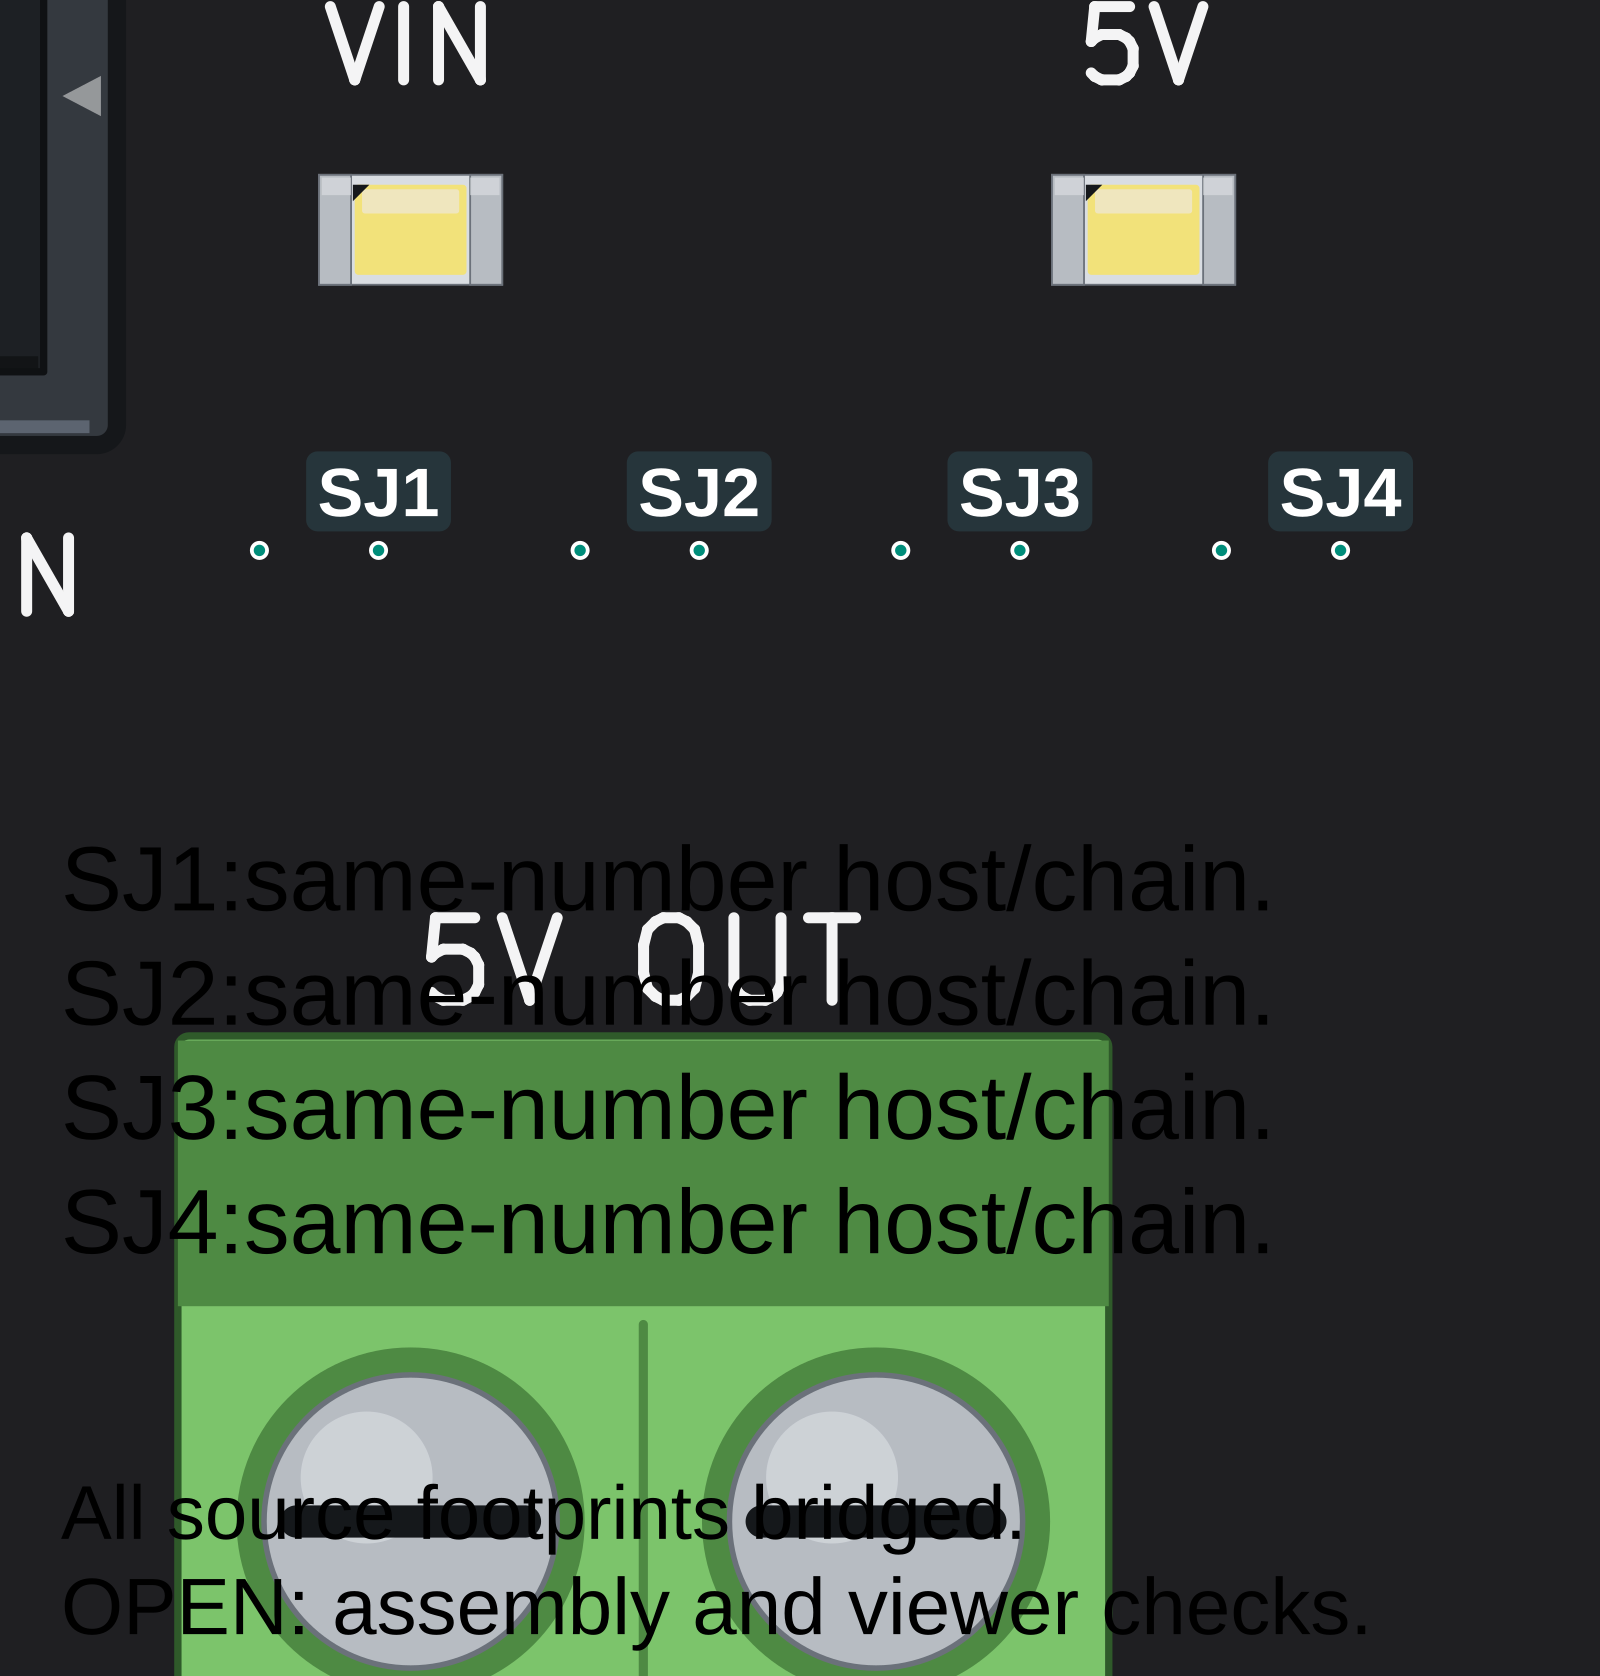 VIN
5V
SJ1
SJ2
SJ3
SJ4
N
SJ1:same-number host/chain.
5V OUT
SJ2:same-number host/chain.
SJ3:same-number host/chain.
SJ4:same-number host/chain.
All source footprints bridged.
OPEN: assembly and viewer checks.